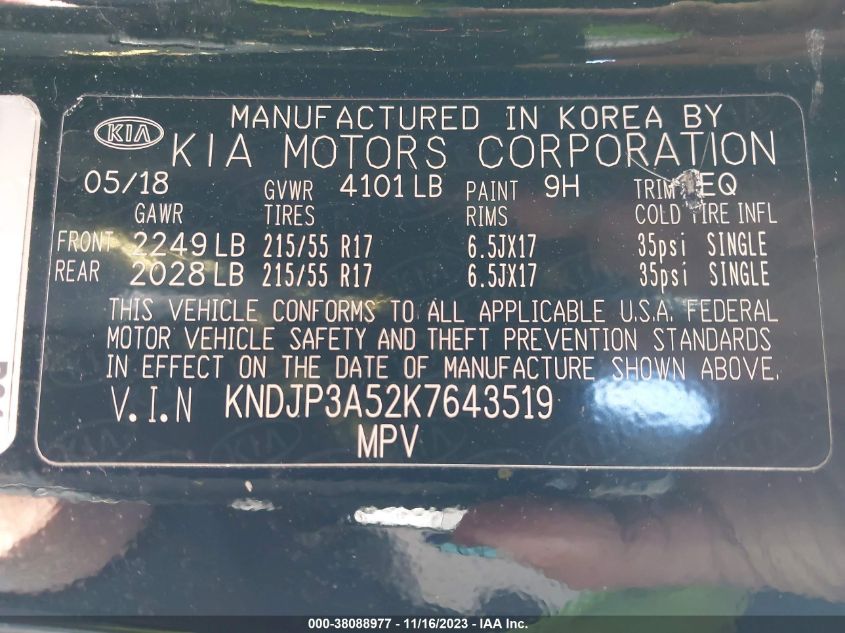 MANUFACTURED IN KOREA BY
KIA KIA MOTORS CORPORATION
05/18 GVWR 4101 LB PAINT 9H TRIM EQ
GAWR TIRES RIMS COLD TIRE INFL
FRONT 2249 LB 215/55 R17 6.5JX17 35psi SINGLE
REAR 2028 LB 215/55 R17 6.5JX17 35psi SINGLE
THIS VEHICLE CONFORMS TO ALL APPLICABLE U.S.A. FEDERAL
MOTOR VEHICLE SAFETY AND THEFT PREVENTION STANDARDS
IN EFFECT ON THE DATE OF MANUFACTURE SHOWN ABOVE.
V.I.N KNDJP3A52K7643519
MPV
000-38088977 - 11/16/2023 - IAA Inc.